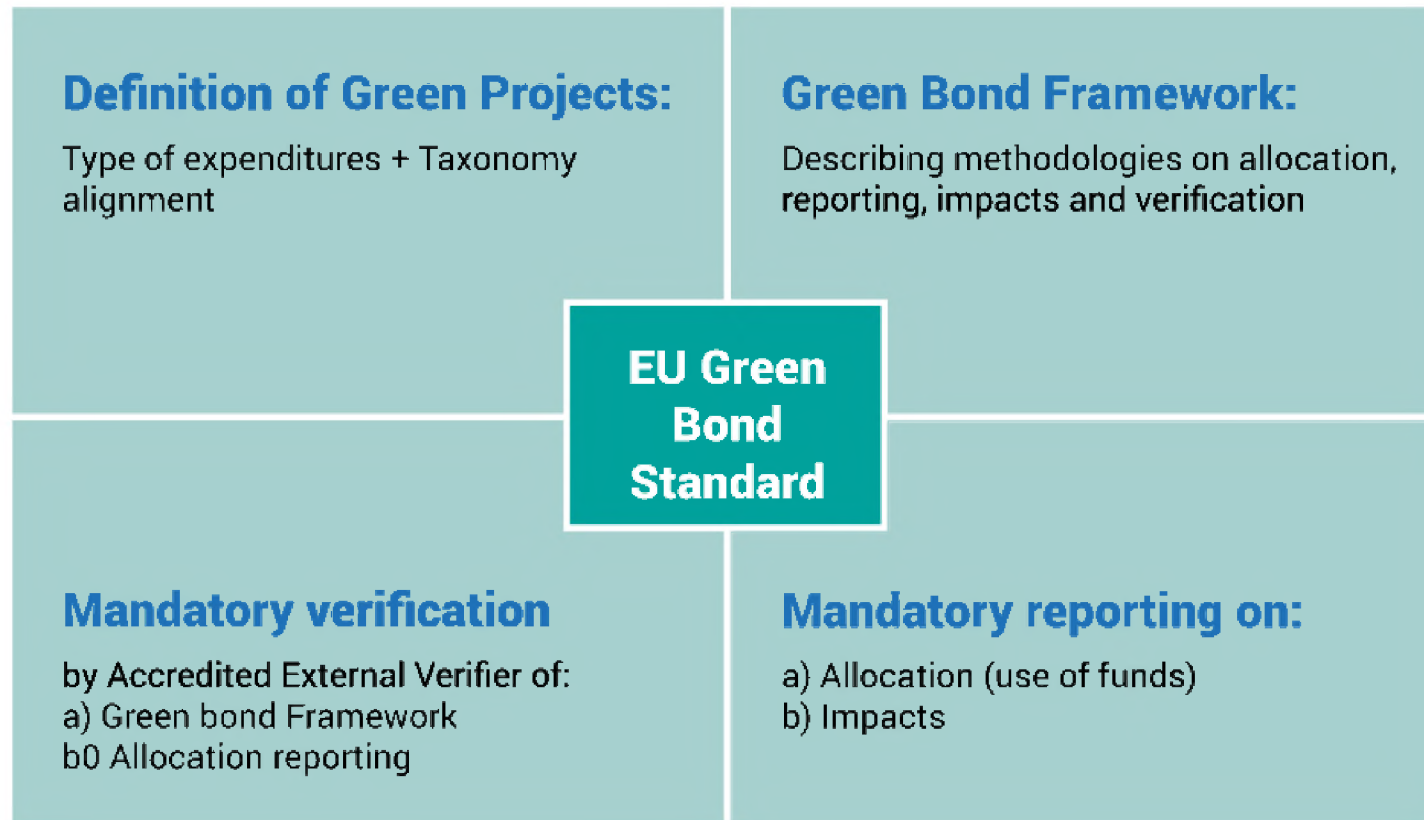 Definition of Green Projects:
Type of expenditures + Taxonomy
alignment
Green Bond Framework:
Describing methodologies on allocation,
reporting, impacts and verification
EU Green
Bond
Standard
Mandatory verification
by Accredited External Verifier of:
a) Green bond Framework
b0 Allocation reporting
Mandatory reporting on:
a) Allocation (use of funds)
b) Impacts